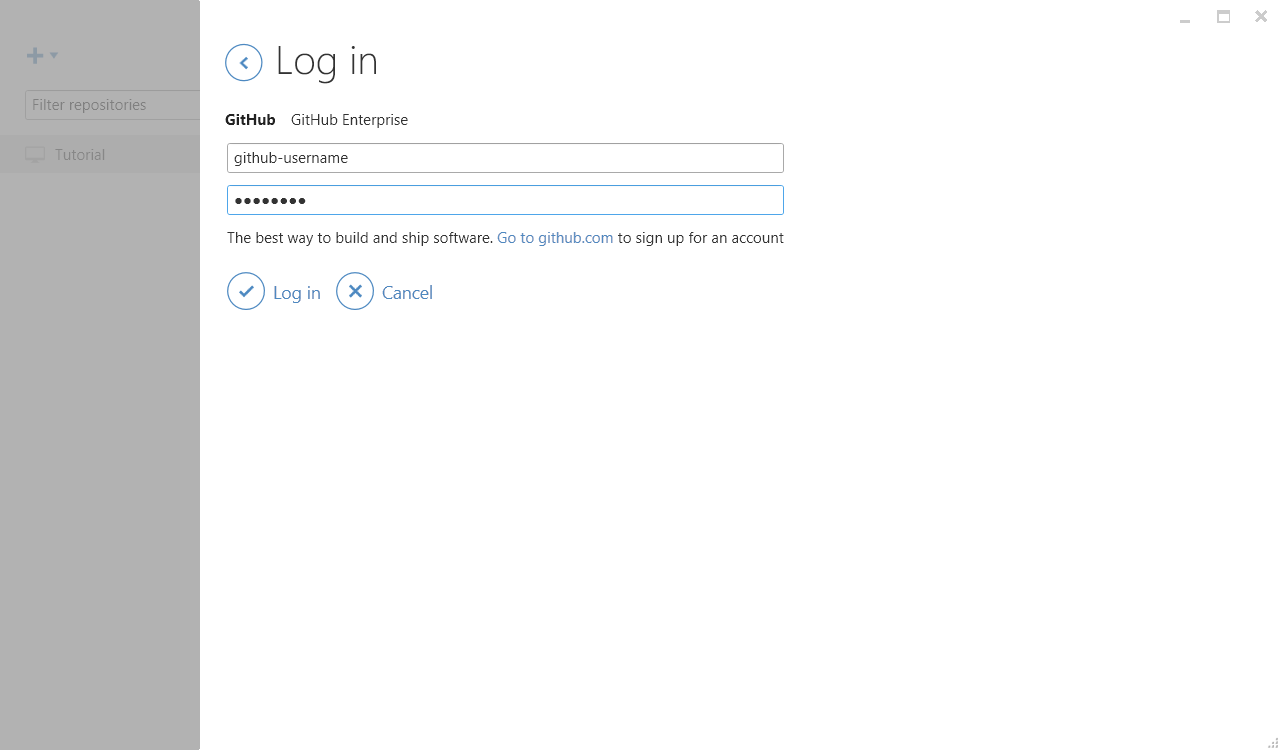 Log in
Filter repositories
GitHub GitHub Enterprise
Tutorial
github-username
••••••••
The best way to build and ship software. Go to github.com to sign up for an account
Log in Cancel